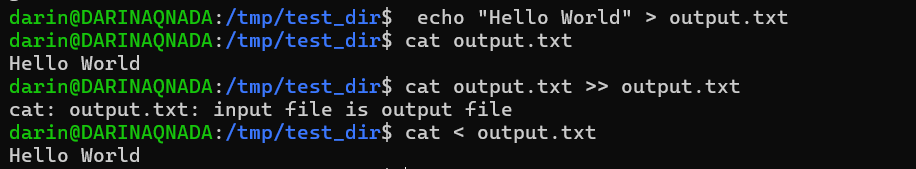 darin@DARINAQNADA:/tmp/test_dir$  echo "Hello World" > output.txt
darin@DARINAQNADA:/tmp/test_dir$ cat output.txt
Hello World
darin@DARINAQNADA:/tmp/test_dir$ cat output.txt >> output.txt
cat: output.txt: input file is output file
darin@DARINAQNADA:/tmp/test_dir$ cat < output.txt
Hello World